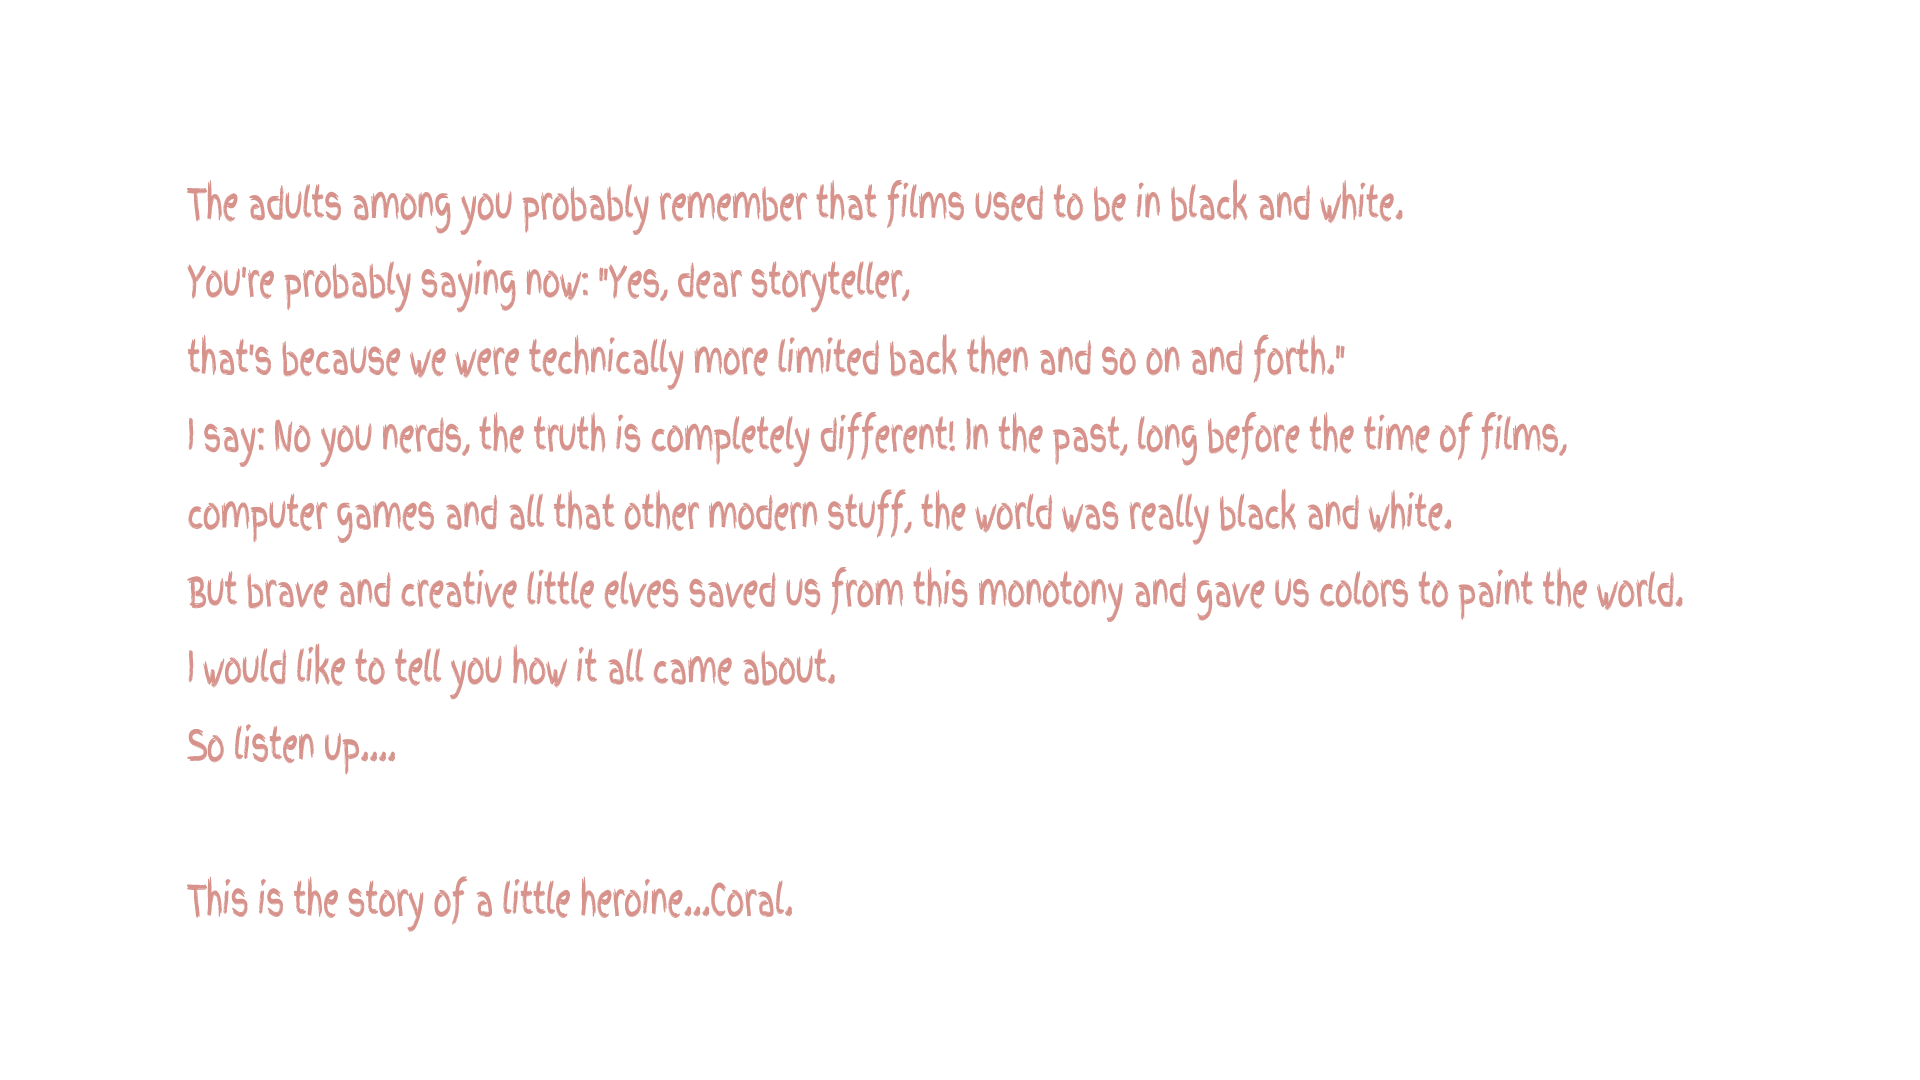 The adults among you probably remember that films used to be in black and white.
You're probably saying now: "Yes, dear storyteller,
that's because we were technically more limited back then and so on and forth."
I say: No you nerds, the truth is completely different! In the past, long before the time of films,
computer games and all that other modern stuff, the world was really black and white.
But brave and creative little elves saved us from this monotony and gave us colors to paint the world.
I would like to tell you how it all came about.
So listen up....
This is the story of a little heroine...Coral.